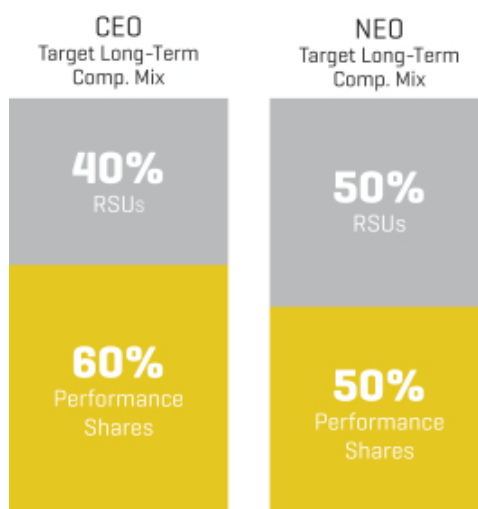 CEO
Target Long-Term
Comp. Mix
40%
RSUs
60%
Performance
Shares
NEO
Target Long-Term
Comp. Mix
50%
RSUs
50%
Performance
Shares